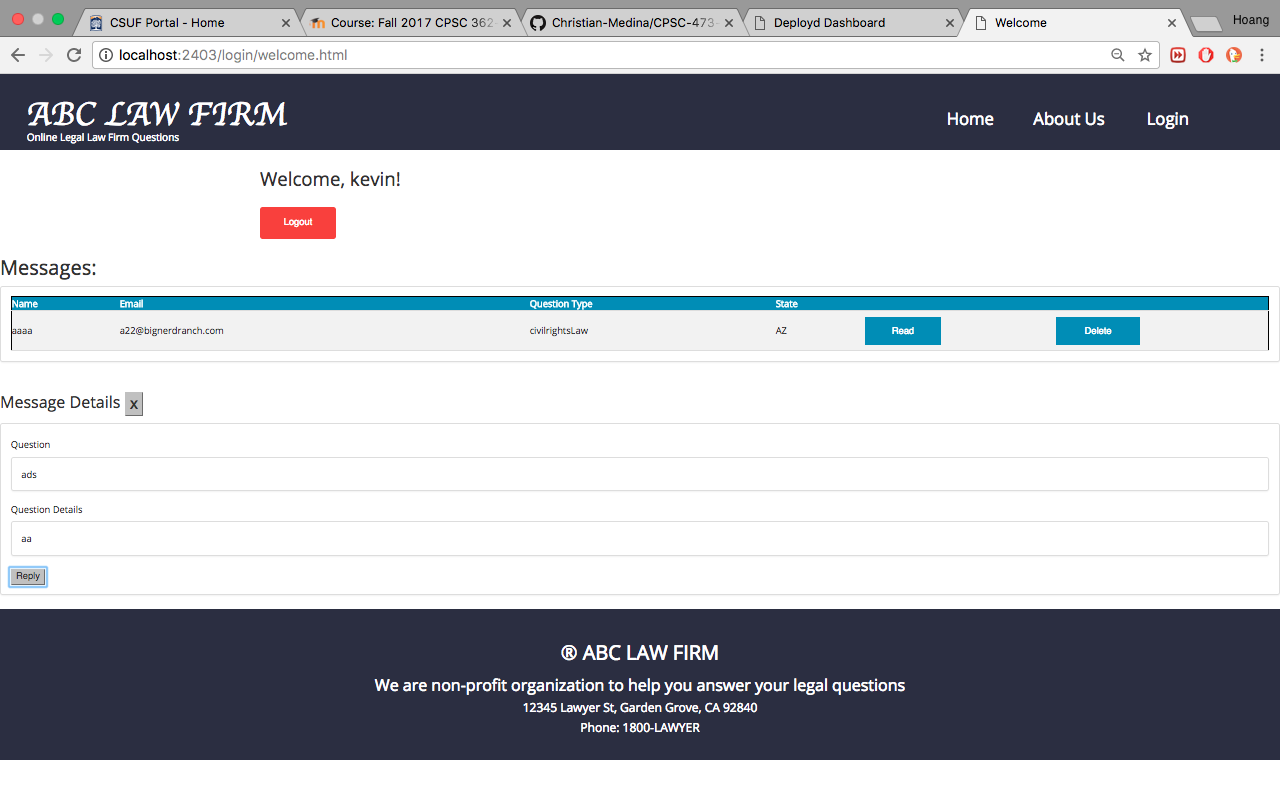 CSUF Portal - Home
Course: Fall 2017 CPSC 362-
Christian-Medina/CPSC-473-
Deployd Dashboard
Welcome
Hoang
localhost:2403/login/welcome.html
ABC LAW FIRM
Online Legal Law Firm Questions
Home About Us Login
Welcome, kevin!
Logout
Messages:
Name Email Question Type State
aaaa a22@bignerdranch.com civilrightsLaw AZ Read Delete
Message Details x
Question
ads
Question Details
aa
Reply
® ABC LAW FIRM
We are non-profit organization to help you answer your legal questions
12345 Lawyer St, Garden Grove, CA 92840
Phone: 1800-LAWYER